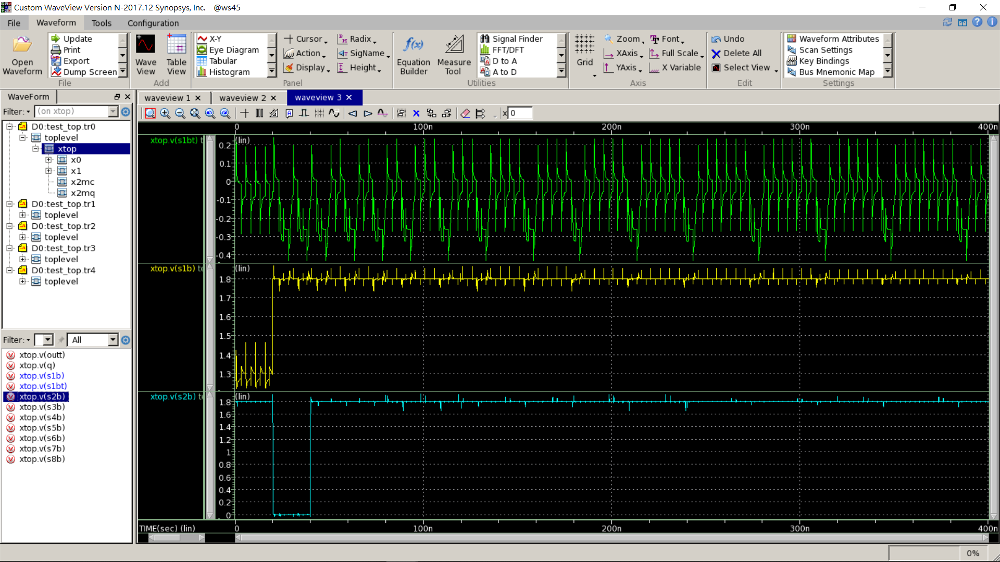 Custom WaveView Version N-2017.12 Synopsys, Inc. @ws45
File Waveform Tools Configuration
Open Waveform
Update
Print
Export
Dump Screen
File
Wave View
Table View
Add
X-Y
Eye Diagram
Tabular
Histogram
Panel
Cursor
Action
Display
Radix
SigName
Height
Equation Builder
Measure Tool
Signal Finder
FFT/DFT
D to A
A to D
Utilities
Grid
Zoom
XAxis
YAxis
Font
Full Scale
X Variable
Axis
Undo
Delete All
Select View
Edit
Waveform Attributes
Scan Settings
Key Bindings
Bus Mnemonic Map
Settings
WaveForm
Filter: (on xtop)
D0:test_top.tr0
toplevel
xtop
x0
x1
x2mc
x2mq
D0:test_top.tr1
toplevel
D0:test_top.tr2
toplevel
D0:test_top.tr3
toplevel
D0:test_top.tr4
toplevel
Filter: All
xtop.v(outt)
xtop.v(q)
xtop.v(s1b)
xtop.v(s1bt)
xtop.v(s2b)
xtop.v(s3b)
xtop.v(s4b)
xtop.v(s5b)
xtop.v(s6b)
xtop.v(s7b)
xtop.v(s8b)
waveview 1 waveview 2 waveview 3
x 0
0 100n 200n 300n 400n
xtop.v(s1bt) t (lin)
0.2
0.1
0
-0.1
-0.2
-0.3
-0.4
xtop.v(s1b) te (lin)
1.8
1.7
1.6
1.5
1.4
1.3
xtop.v(s2b) te (lin)
1.8
1.6
1.4
1.2
1
0.8
0.6
0.4
0.2
0
TIME(sec) (lin) 0 100n 200n 300n 400n
0%